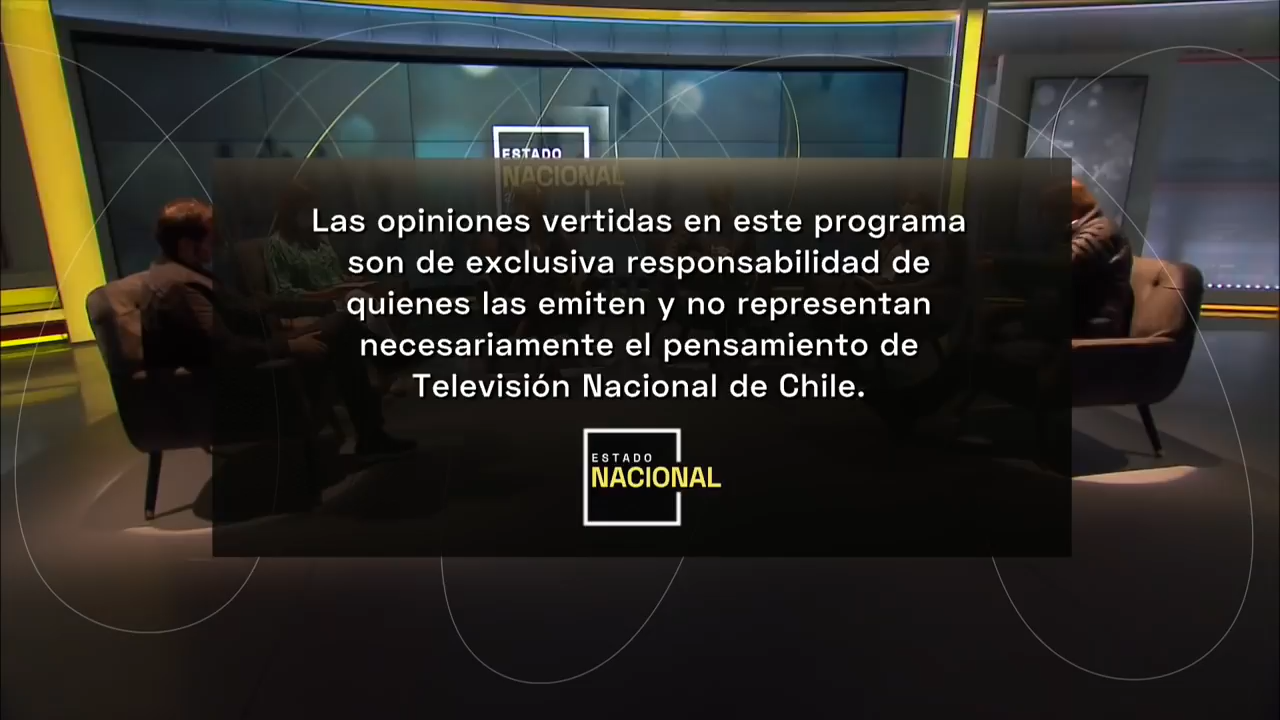 ESTADO
NACIONAL
Las opiniones vertidas en este programa
son de exclusiva responsabilidad de
quienes las emiten y no representan
necesariamente el pensamiento de
Televisión Nacional de Chile.
ESTADO
NACIONAL